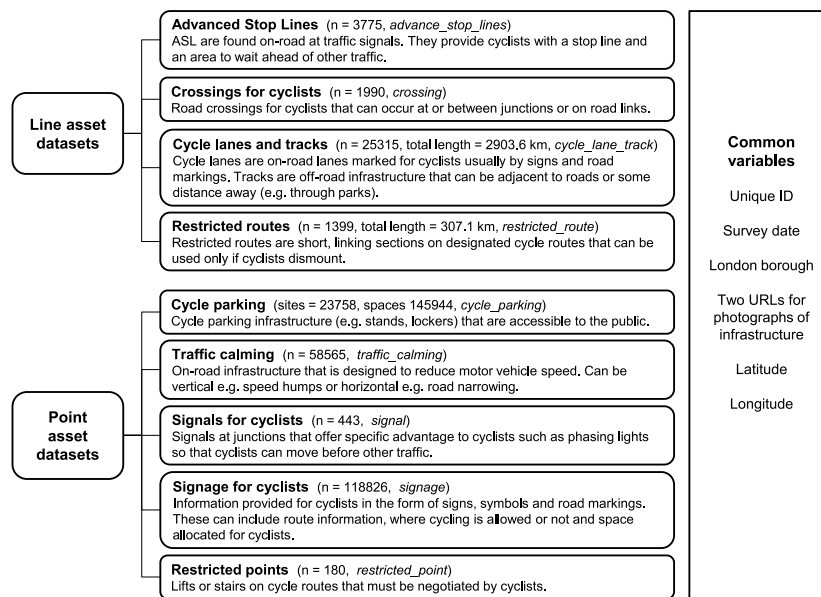 Line asset
datasets
Advanced Stop Lines (n = 3775, advance_stop_lines)
ASL are found on-road at traffic signals. They provide cyclists with a stop line and
an area to wait ahead of other traffic.
Crossings for cyclists (n = 1990, crossing)
Road crossings for cyclists that can occur at or between junctions or on road links.
Cycle lanes and tracks (n = 25315, total length = 2903.6 km, cycle_lane_track)
Cycle lanes are on-road lanes marked for cyclists usually by signs and road
markings. Tracks are off-road infrastructure that can be adjacent to roads or some
distance away (e.g. through parks).
Restricted routes (n = 1399, total length = 307.1 km, restricted_route)
Restricted routes are short, linking sections on designated cycle routes that can be
used only if cyclists dismount.
Point
asset
datasets
Cycle parking (sites = 23758, spaces 145944, cycle_parking)
Cycle parking infrastructure (e.g. stands, lockers) that are accessible to the public.
Traffic calming (n = 58565, traffic_calming)
On-road infrastructure that is designed to reduce motor vehicle speed. Can be
vertical e.g. speed humps or horizontal e.g. road narrowing.
Signals for cyclists (n = 443, signal)
Signals at junctions that offer specific advantage to cyclists such as phasing lights
so that cyclists can move before other traffic.
Signage for cyclists (n = 118826, signage)
Information provided for cyclists in the form of signs, symbols and road markings.
These can include route information, where cycling is allowed or not and space
allocated for cyclists.
Restricted points (n = 180, restricted_point)
Lifts or stairs on cycle routes that must be negotiated by cyclists.
Common
variables
Unique ID
Survey date
London borough
Two URLs for
photographs of
infrastructure
Latitude
Longitude